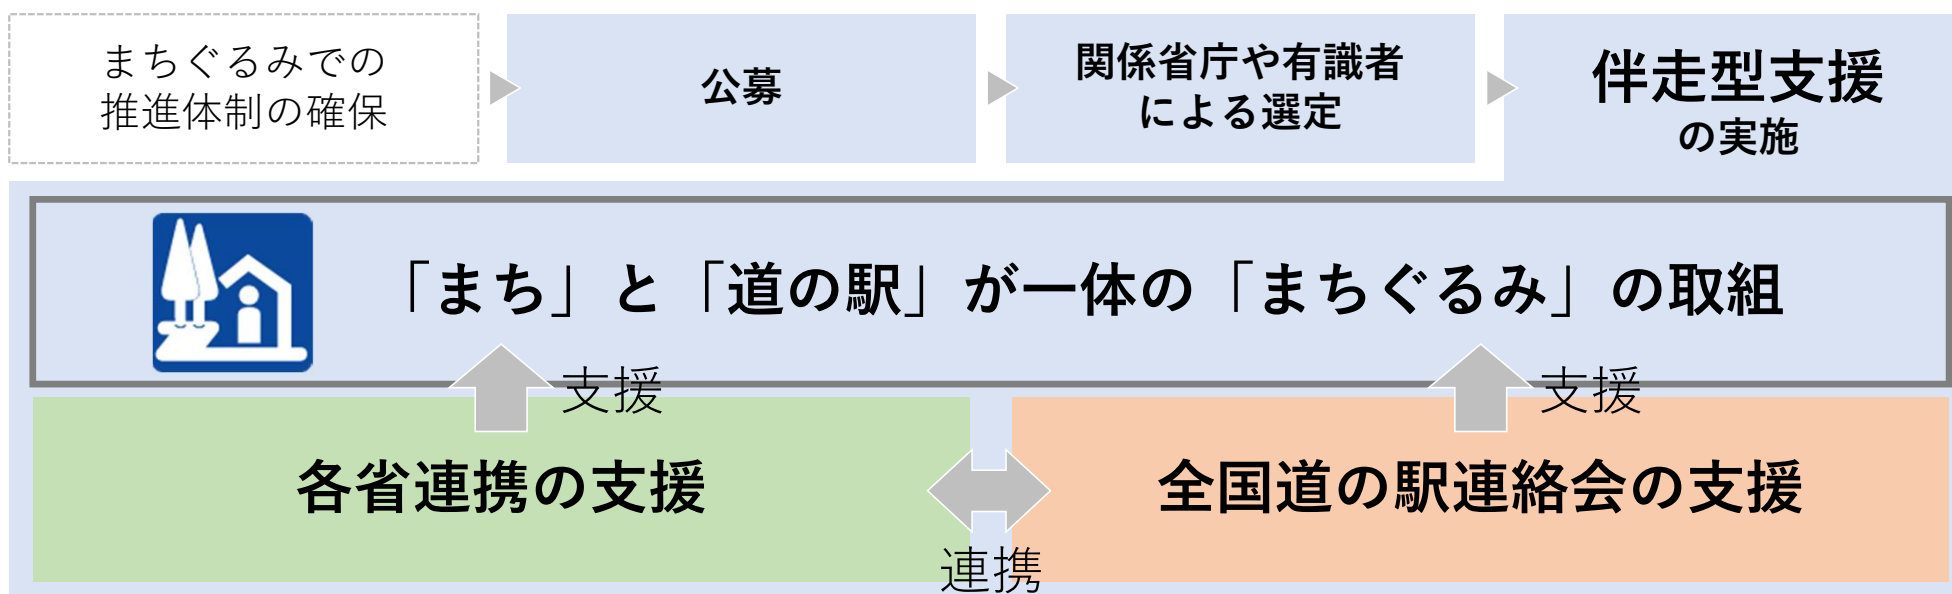 まちぐるみでの
推進体制の確保
公募
関係省庁や有識者
による選定
伴走型支援
の実施
「まち」と「道の駅」が一体の「まちぐるみ」の取組
支援
支援
各省連携の支援
全国道の駅連絡会の支援
連携